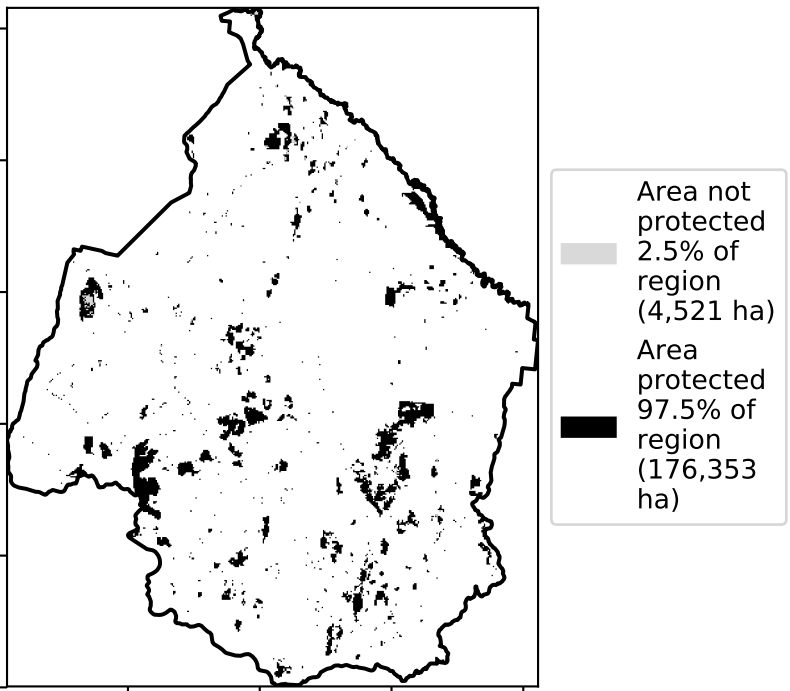 Area not
protected
2.5% of
region
(4,521 ha)
Area
protected
97.5% of
region
(176,353
ha)